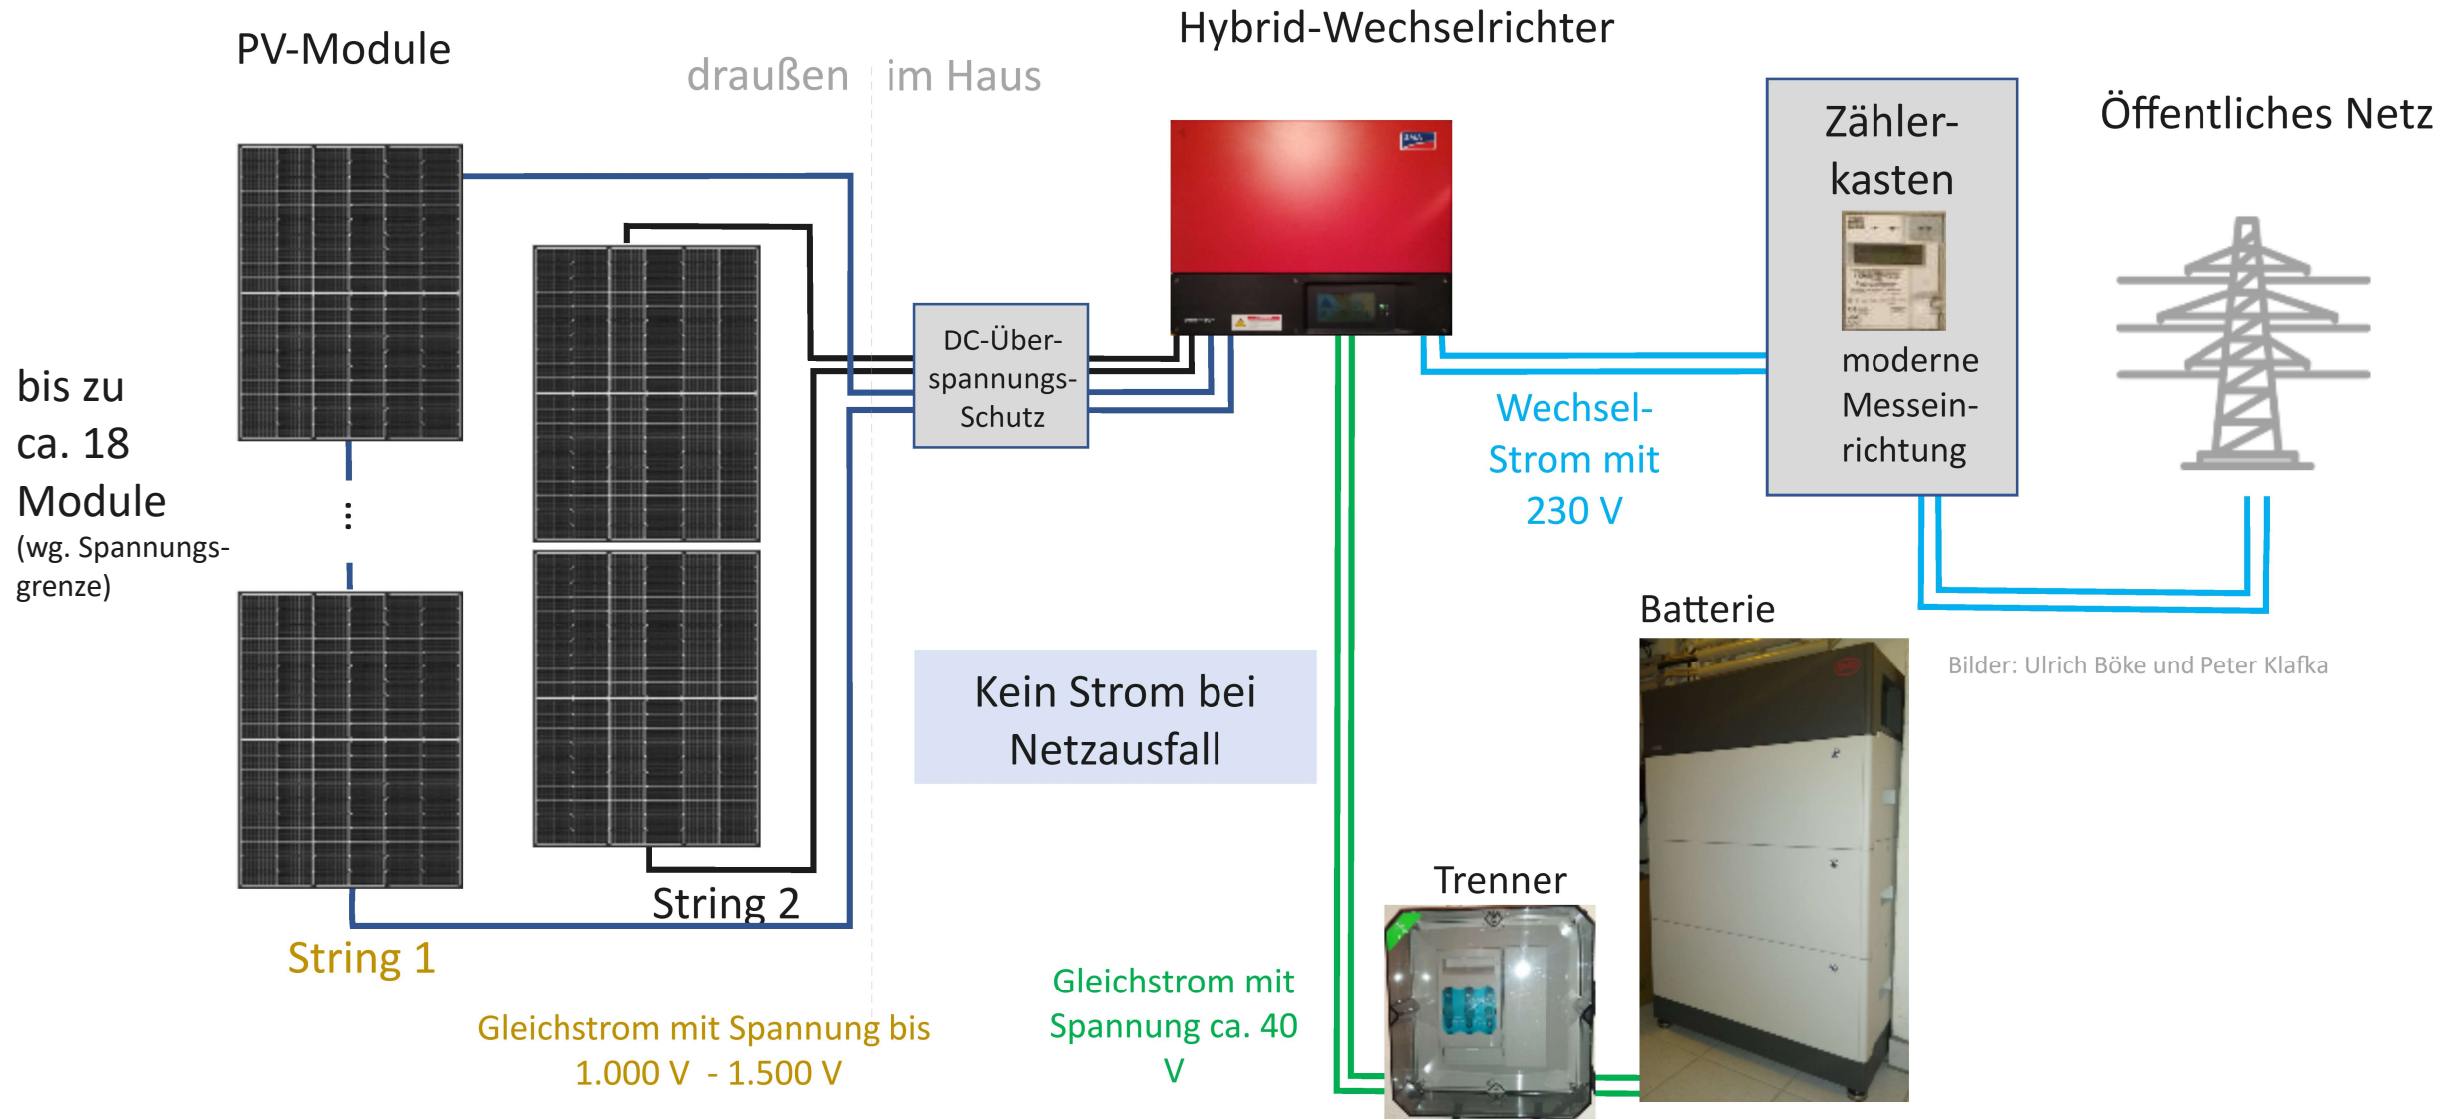 PV-Module
draußen
im Haus
Hybrid-Wechselrichter
Öffentliches Netz
Zähler-
kasten
moderne
Messein-
richtung
bis zu
ca. 18
Module
(wg. Spannungs-
grenze)
DC-Über-
spannungs-
Schutz
Wechsel-
Strom mit
230 V
Kein Strom bei
Netzausfall
Batterie
Bilder: Ulrich Böke und Peter Klafka
String 2
String 1
Trenner
Gleichstrom mit Spannung bis
1.000 V - 1.500 V
Gleichstrom mit
Spannung ca. 40
V